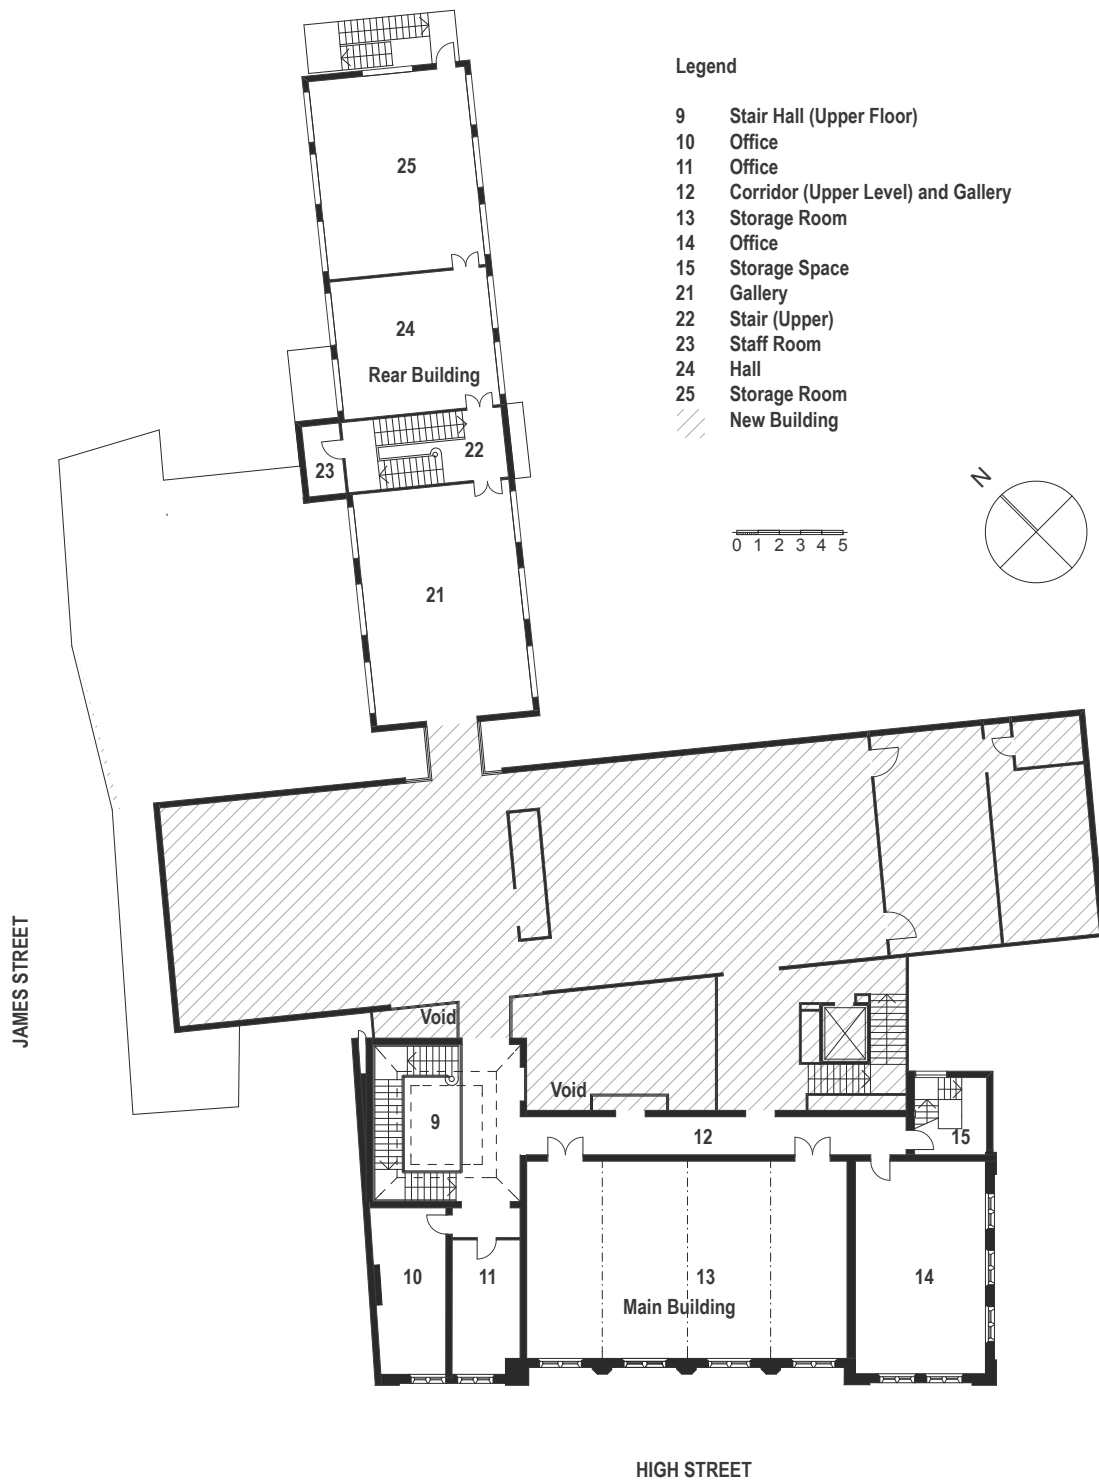 Legend
9 Stair Hall (Upper Floor)
10 Office
11 Office
12 Corridor (Upper Level) and Gallery
13 Storage Room
14 Office
15 Storage Space
21 Gallery
22 Stair (Upper)
23 Staff Room
24 Hall
25 Storage Room
New Building
25
24
Rear Building
22
23
N
0 1 2 3 4 5
21
JAMES STREET
Void
Void
9
12
15
10
11
13
14
Main Building
HIGH STREET